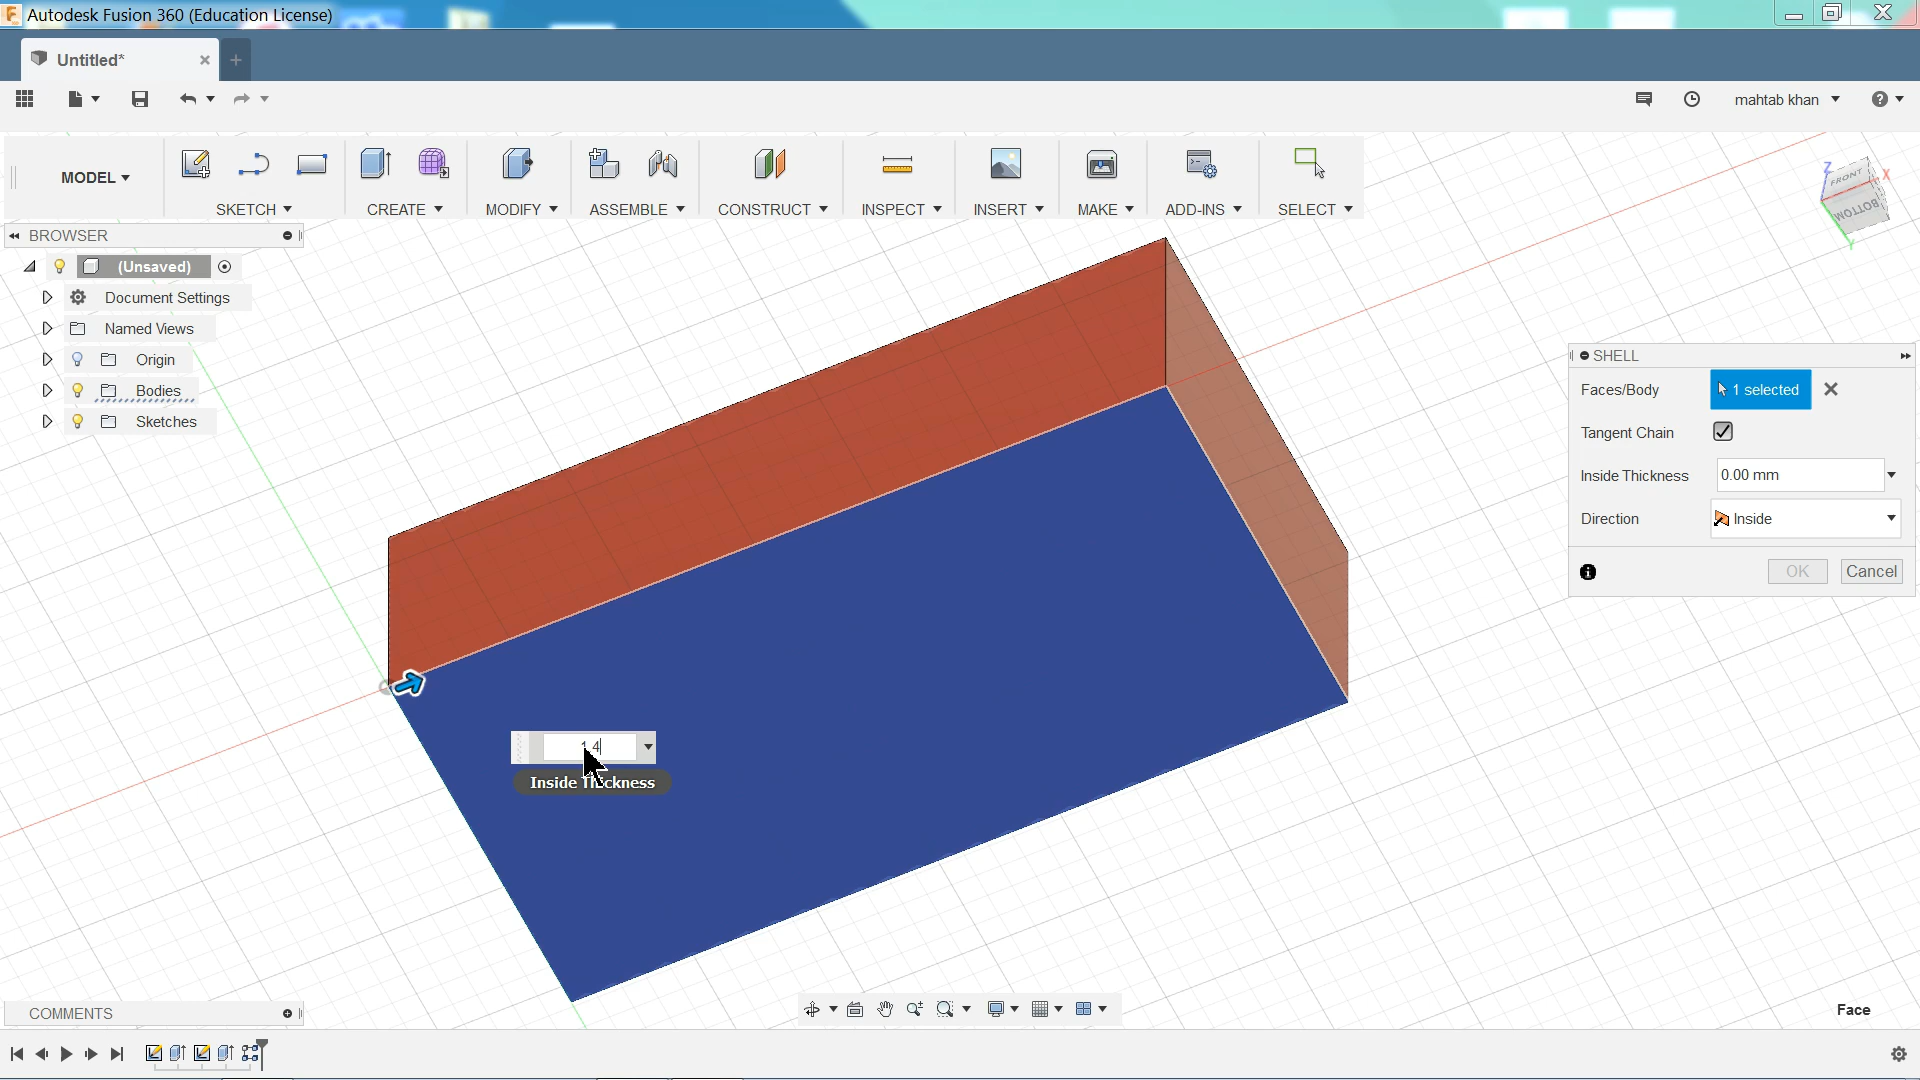 Autodesk Fusion 360 (Education License)
Untitled*
mahtab khan
MODEL
SKETCH
CREATE
MODIFY
ASSEMBLE
CONSTRUCT
INSPECT
INSERT
MAKE
ADD-INS
SELECT
Z
X
Y
FRONT
BOTTOM
BROWSER
(Unsaved)
Document Settings
Named Views
Origin
Bodies
Sketches
SHELL
Faces/Body
1 selected
Tangent Chain
Inside Thickness
0.00 mm
Direction
Inside
OK
Cancel
1.4
Inside Thickness
COMMENTS
Face